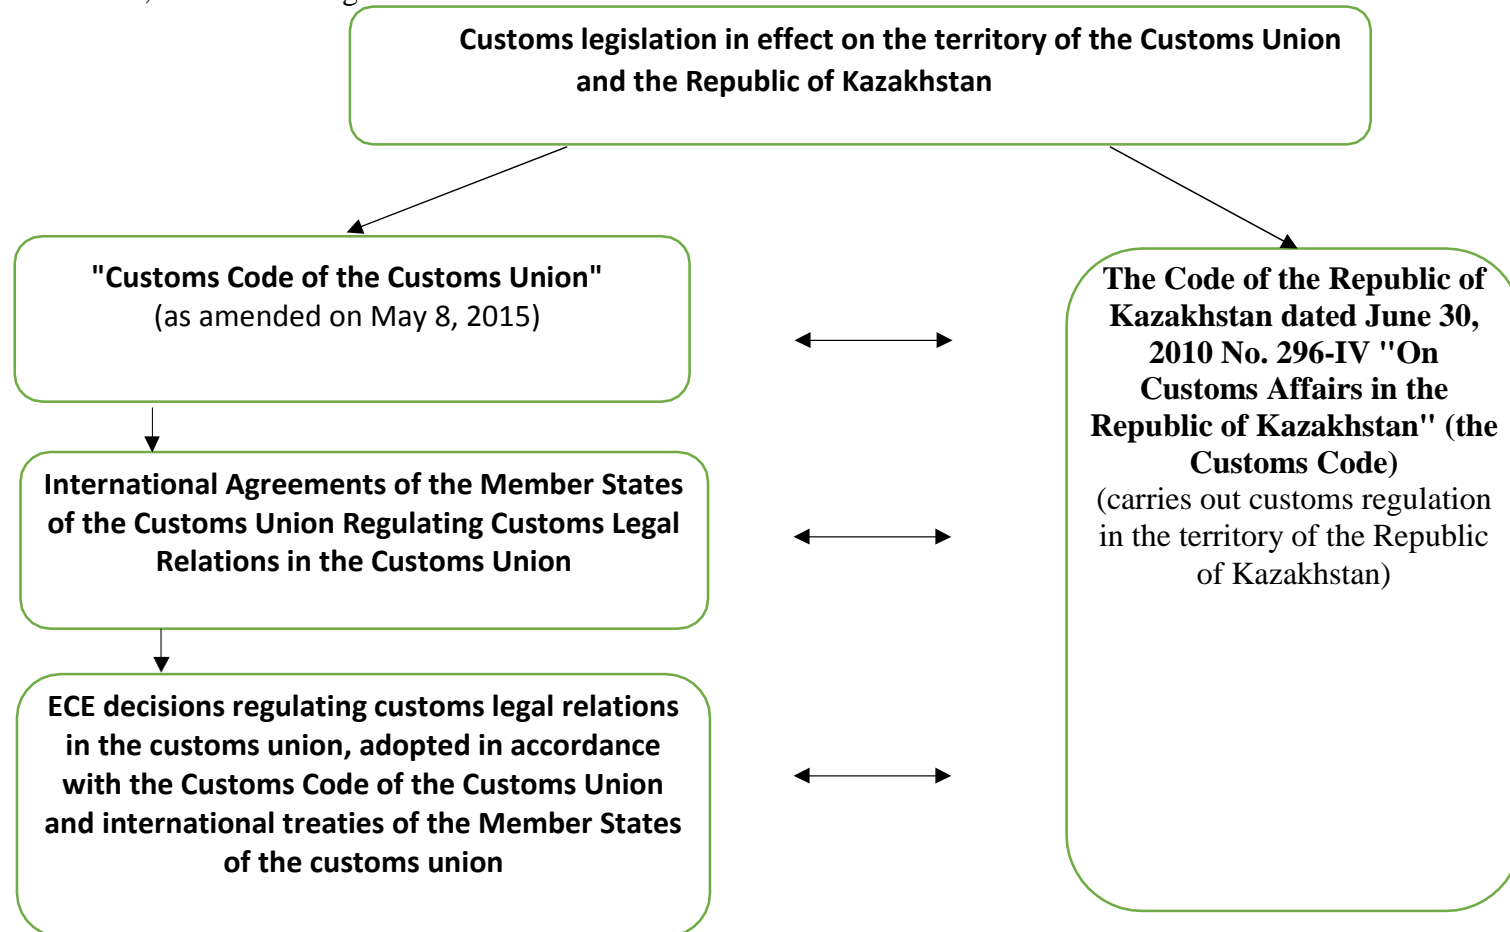 Customs legislation in effect on the territory of the Customs Union
and the Republic of Kazakhstan
"Customs Code of the Customs Union"
(as amended on May 8, 2015)
International Agreements of the Member States
of the Customs Union Regulating Customs Legal
Relations in the Customs Union
ECE decisions regulating customs legal relations
in the customs union, adopted in accordance
with the Customs Code of the Customs Union
and international treaties of the Member States
of the customs union
The Code of the Republic of
Kazakhstan dated June 30,
2010 No. 296-IV "On
Customs Affairs in the
Republic of Kazakhstan" (the
Customs Code)
(carries out customs regulation
in the territory of the Republic
of Kazakhstan)